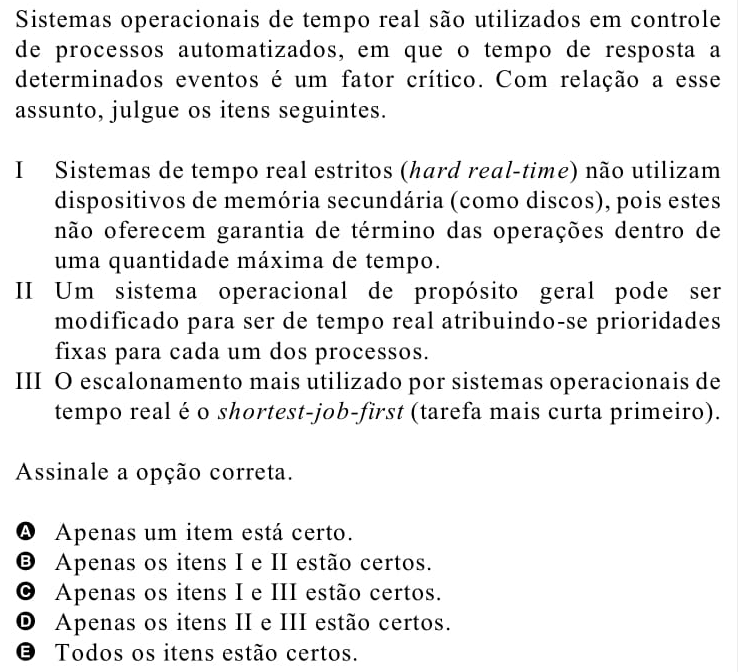 Sistemas operacionais de tempo real são utilizados em controle
de processos automatizados, em que o tempo de resposta a
determinados eventos é um fator crítico. Com relação a esse
assunto, julgue os itens seguintes.
I Sistemas de tempo real estritos (hard real-time) não utilizam
dispositivos de memória secundária (como discos), pois estes
não oferecem garantia de término das operações dentro de
uma quantidade máxima de tempo.
II Um sistema operacional de propósito geral pode ser
modificado para ser de tempo real atribuindo-se prioridades
fixas para cada um dos processos.
III O escalonamento mais utilizado por sistemas operacionais de
tempo real é o shortest-job-first (tarefa mais curta primeiro).
Assinale a opção correta.
A Apenas um item está certo.
B Apenas os itens I e II estão certos.
C Apenas os itens I e III estão certos.
D Apenas os itens II e III estão certos.
E Todos os itens estão certos.